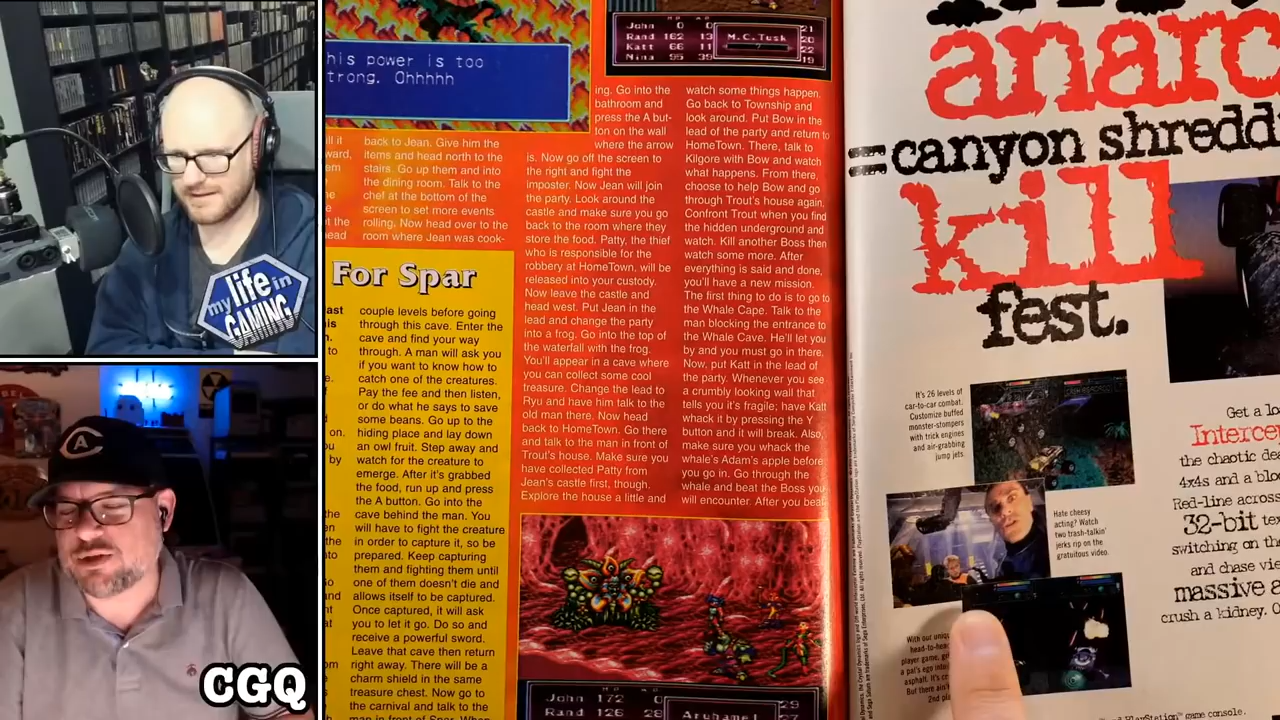 my
life in
GAMING
CGQ
his power is too
trong. Ohhhhh
John 0 0
Rand 162 13
Katt 66 11
Nina 95 39
M.C.Tusk
21
20
22
19
back to Jean. Give him the
items and head north to the
stairs. Go up them and into
the dining room. Talk to the
chef at the bottom of the
screen to set more events
rolling. Now head over to the
room where Jean was cook-
For Spar
couple levels before going
through this cave. Enter the
cave and find your way
through. A man will ask you
if you want to know how to
catch one of the creatures.
Pay the fee and then listen,
or do what he says to save
some beans. Go up to the
hiding place and lay down
an owl fruit. Step away and
watch for the creature to
emerge. After it's grabbed
the food, run up and press
the A button. Go into the
cave behind the man. You
will have to fight the creature
in order to capture it, so be
prepared. Keep capturing
them and fighting them until
one of them doesn't die and
allows itself to be captured.
Once captured, it will ask
you to let it go. Do so and
receive a powerful sword.
Leave that cave then return
right away. There will be a
charm shield in the same
treasure chest. Now go to
the carnival and talk to the
man in front of Spar. When
ing. Go into the
bathroom and
press the A but-
ton on the wall
where the arrow
is. Now go off the screen to
the right and fight the
imposter. Now Jean will join
the party. Look around the
castle and make sure you go
back to the room where they
store the food. Patty, the thief
who is responsible for the
robbery at HomeTown, will be
released into your custody.
Now leave the castle and
head west. Put Jean in the
lead and change the party
into a frog. Go into the top of
the waterfall with the frog.
You'll appear in a cave where
you can collect some cool
treasure. Change the lead to
Ryu and have him talk to the
old man there. Now head
back to HomeTown. Go there
and talk to the man in front of
Trout's house. Make sure you
have collected Patty from
Jean's castle first, though.
Explore the house a little and
watch some things happen.
Go back to Township and
look around. Put Bow in the
lead of the party and return to
HomeTown. There, talk to
Kilgore with Bow and watch
what happens. From there,
choose to help Bow and go
through Trout's house again.
Confront Trout when you find
the hidden underground and
watch. Kill another Boss then
watch some more. After
everything is said and done,
you'll have a new mission.
The first thing to do is to go to
the Whale Cape. Talk to the
man blocking the entrance to
the Whale Cave. He'll let you
by and you must go in there.
Now, put Katt in the lead of
the party. Whenever you see
a crumbly looking wall that
tells you it's fragile; have Katt
whack it by pressing the Y
button and it will break. Also,
make sure you whack the
whale's Adam's apple before
you go in. Go through the
whale and beat the Boss you
will encounter. After you beat
John 172 0
Rand 126 28
29
anarc
canyon shreddi
kill
fest.
It's 26 levels of
car-to-car combat.
Customize buffed
monster-stompers
with trick engines
and air-grabbing
jump jets.
Hate cheesy
acting? Watch
two trash-talkin'
jerks rip on the
gratuitous video.
Get a lo
Interce
the chaotic dea
4x4s and a b
Red-line across
32-bit te
switching on th
and chase vie
massive a
crush a kidney.
PlayStation™ game console.